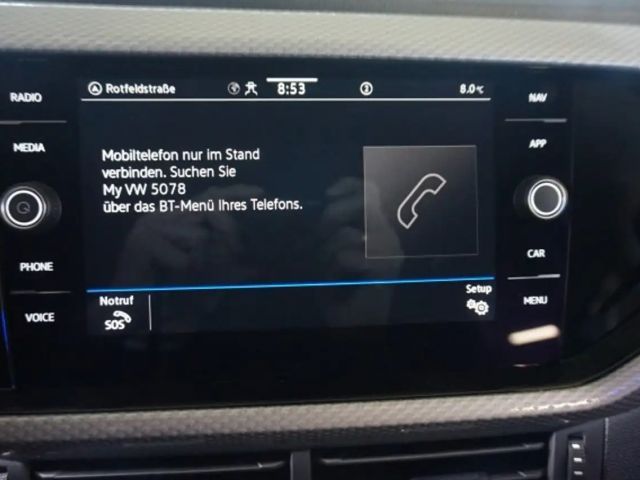 RADIO
MEDIA
PHONE
VOICE
Rotfeldstraße 8:53 2 8.0°C
Mobiltelefon nur im Stand
verbinden. Suchen Sie
My VW 5078
über das BT-Menü Ihres Telefons.
Notruf
SOS
Setup
NAV
APP
CAR
MENU